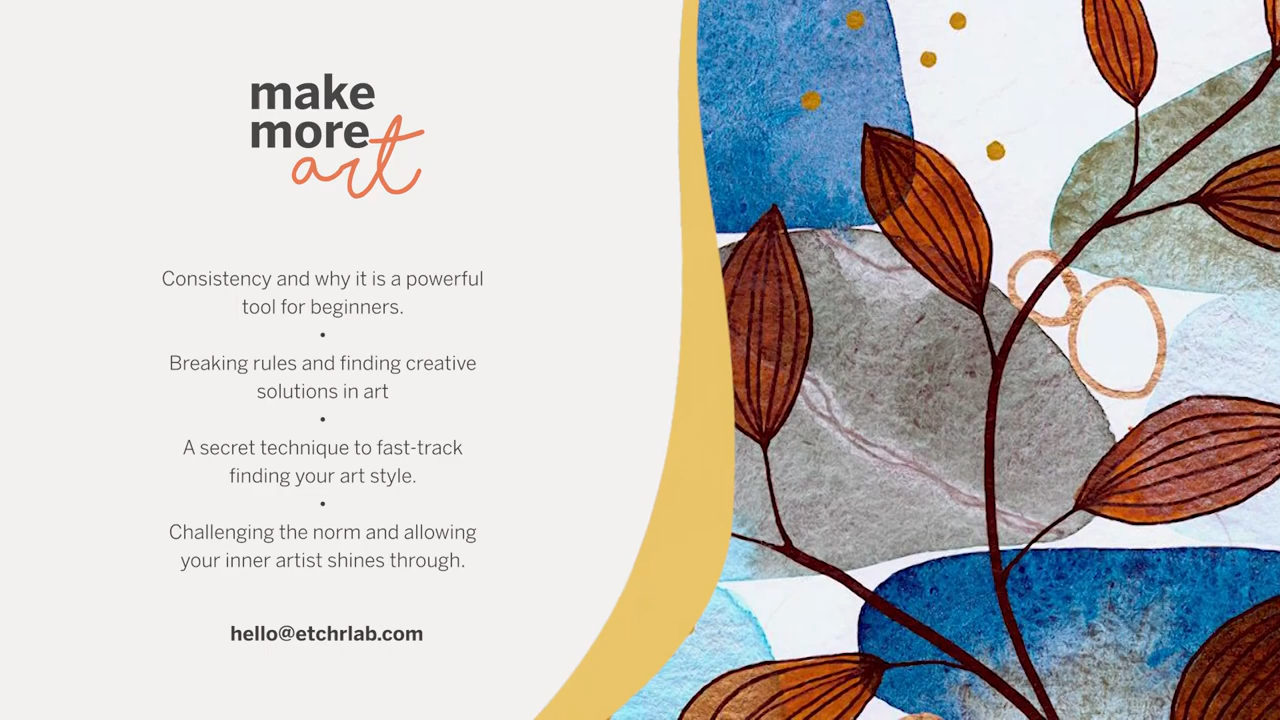 make
more
art
Consistency and why it is a powerful
tool for beginners.
•
Breaking rules and finding creative
solutions in art
•
A secret technique to fast-track
finding your art style.
•
Challenging the norm and allowing
your inner artist shines through.
hello@etchrlab.com